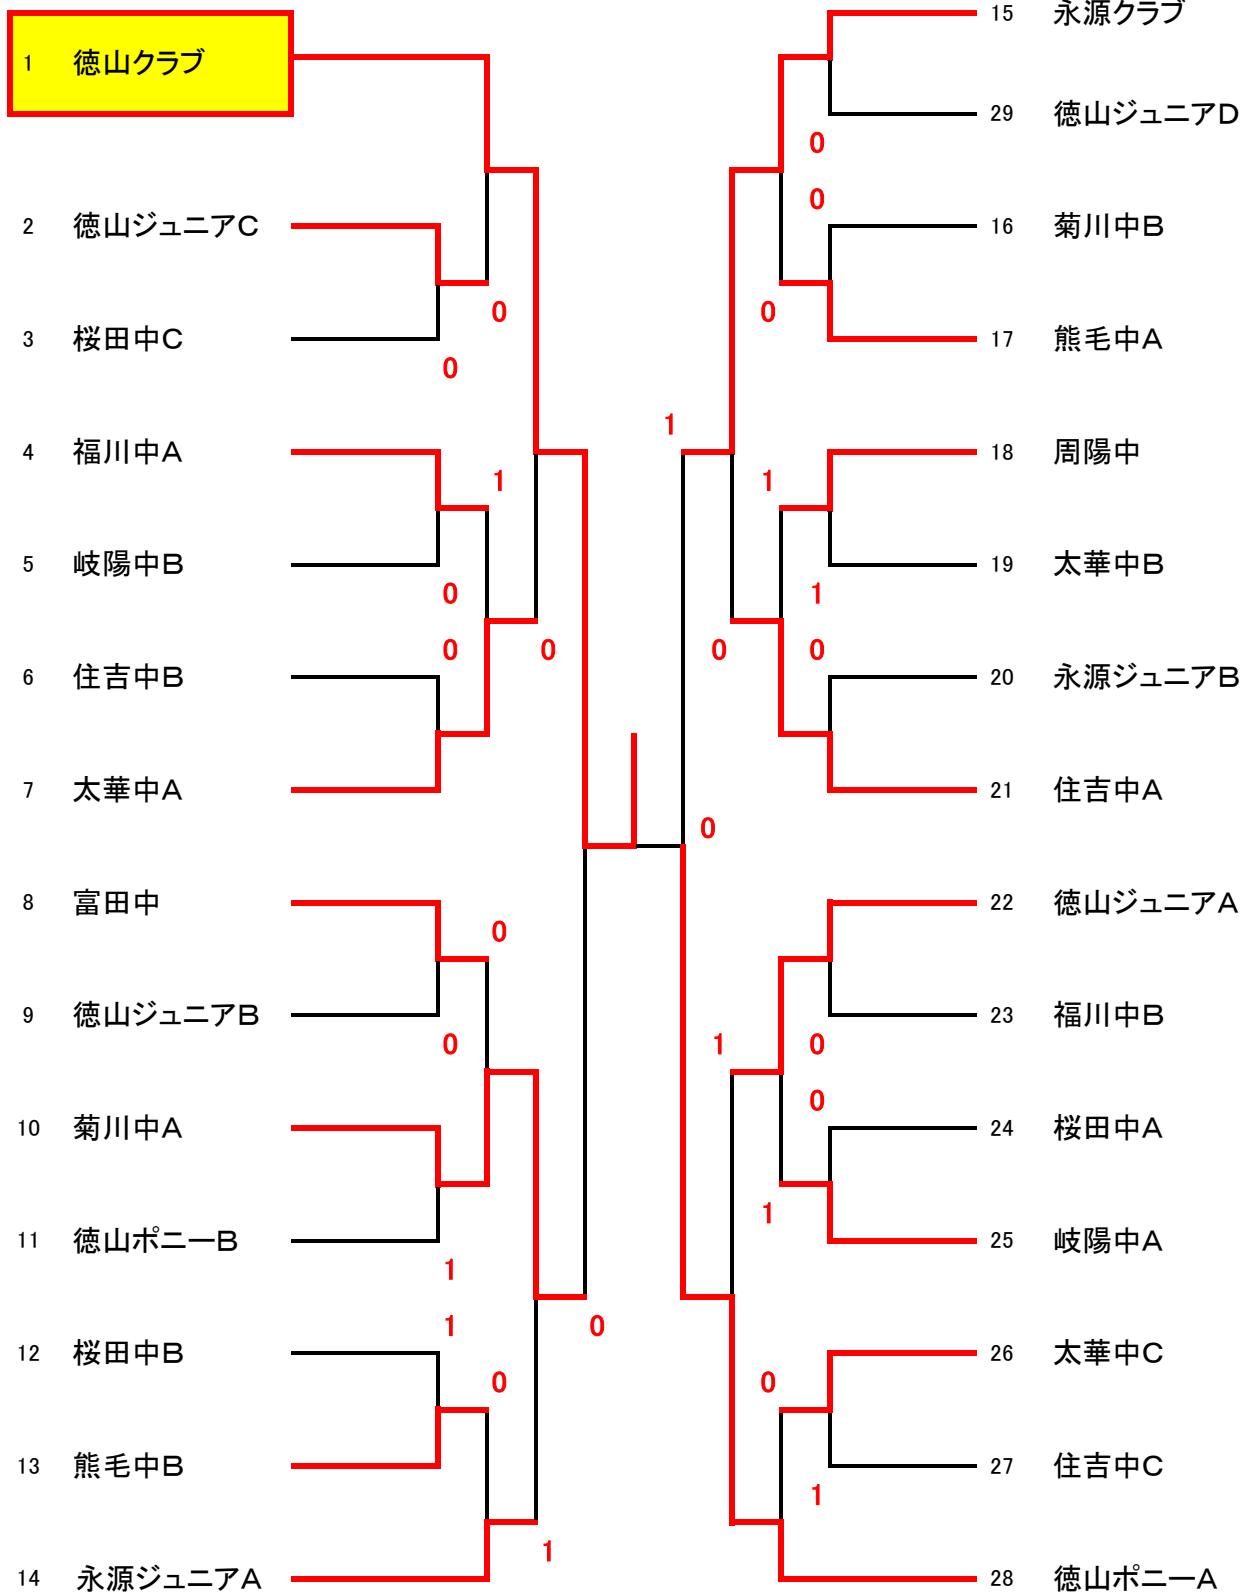 1 徳山クラブ
2 徳山ジュニアC
0
3 桜田中C
0
4 福川中A
1
5 岐陽中B
0
0
0
6 住吉中B
7 太華中A
8 富田中
0
9 徳山ジュニアB
0
10 菊川中A
11 徳山ポニーB
1
1
0
12 桜田中B
0
13 熊毛中B
1
14 永源ジュニアA
15 永源クラブ
29 徳山ジュニアD
0
0
16 菊川中B
0
17 熊毛中A
1
18 周陽中
1
19 太華中B
1
0
0
20 永源ジュニアB
21 住吉中A
0
22 徳山ジュニアA
23 福川中B
1
0
0
24 桜田中A
1
25 岐陽中A
26 太華中C
0
27 住吉中C
1
28 徳山ポニーA